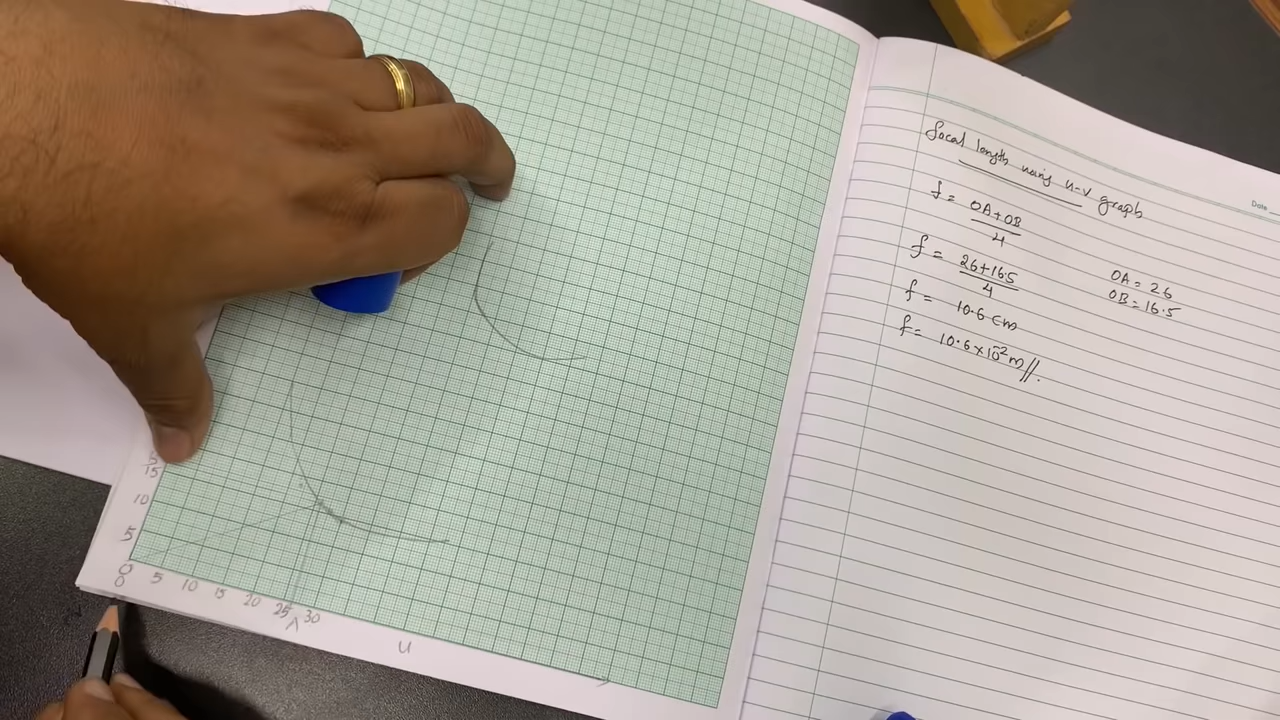 B
15
10
5
O
0 5 10 15 20 25 30
A
u
focal length using u-v graph
Date
f = OA+OB
4
f = 26+16.5
4
OA = 26
OB = 16.5
f = 10.6 cm
f = 10.6 x 10⁻² m//.